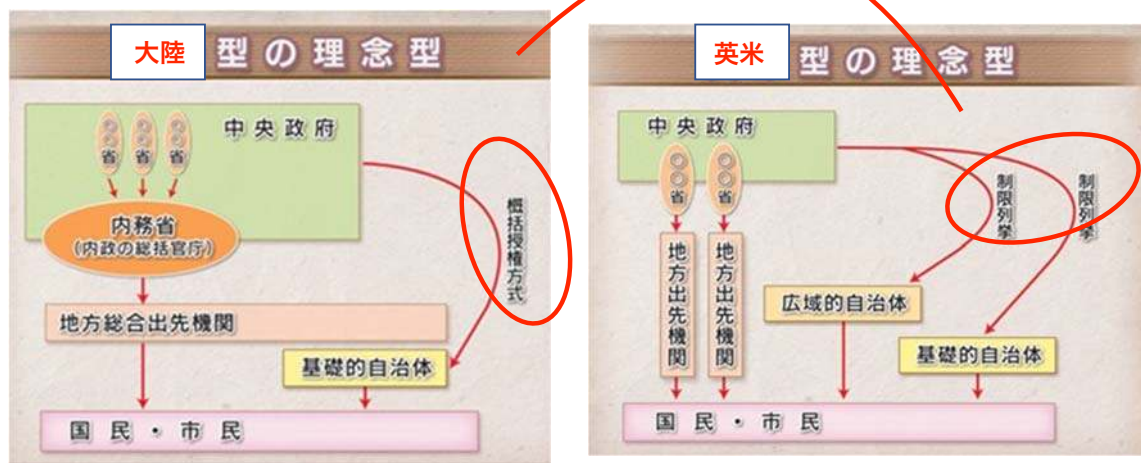 大陸型の理念型
中央政府
○○省
○○省
○○省
内務省
(内政の総括官庁)
概括授権方式
地方総合出先機関
基礎的自治体
国民・市民
英米型の理念型
中央政府
○○省
○○省
制限列挙
制限列挙
地方出先機関
地方出先機関
広域的自治体
基礎的自治体
国民・市民